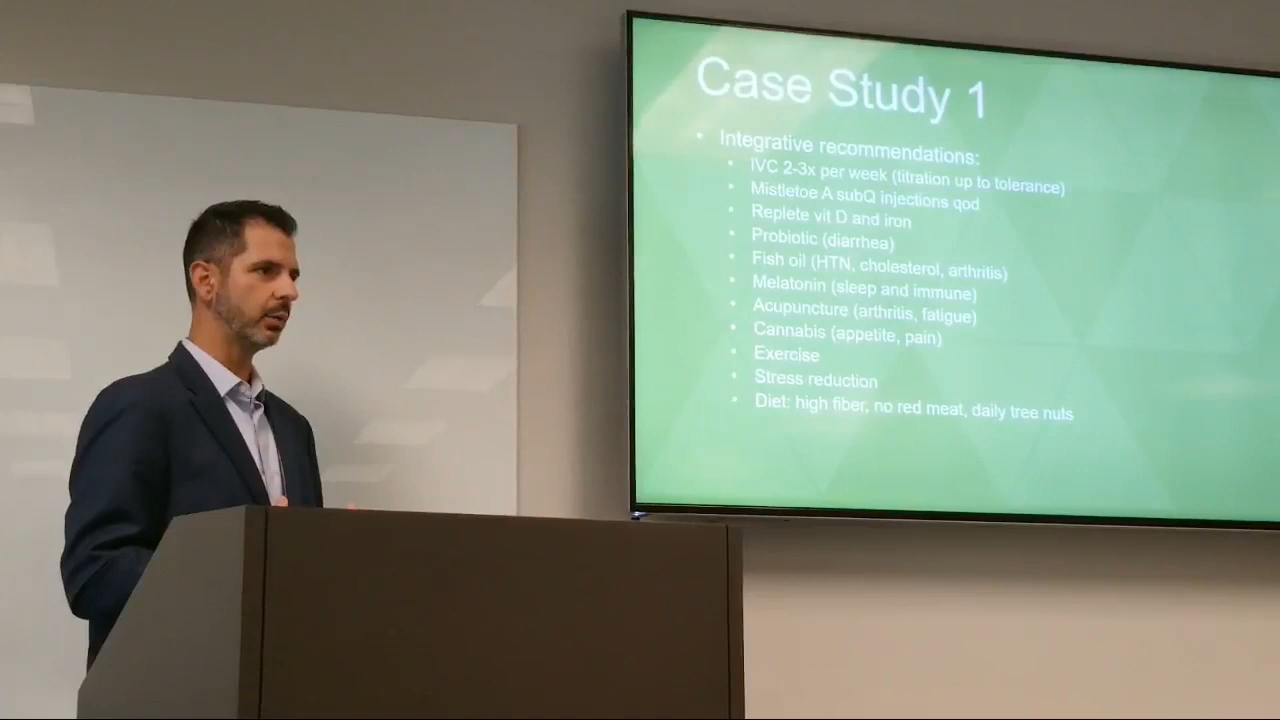 Case Study 1
• Integrative recommendations:
• IVC 2-3x per week (titration up to tolerance)
• Mistletoe A subQ injections qod
• Replete vit D and iron
• Probiotic (diarrhea)
• Fish oil (HTN, cholesterol, arthritis)
• Melatonin (sleep and immune)
• Acupuncture (arthritis, fatigue)
• Cannabis (appetite, pain)
• Exercise
• Stress reduction
• Diet: high fiber, no red meat, daily tree nuts